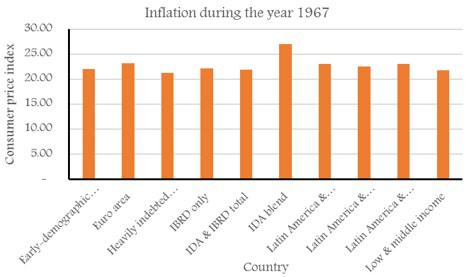 Inflation during the year 1967
Consumer price index
30.00
25.00
20.00
15.00
10.00
5.00
-
Early-demographic...
Euro area
Heavily indebted...
IBRD only
IDA & IBRD total
IDA blend
Latin America &...
Latin America &...
Latin America &...
Low & middle income
Country